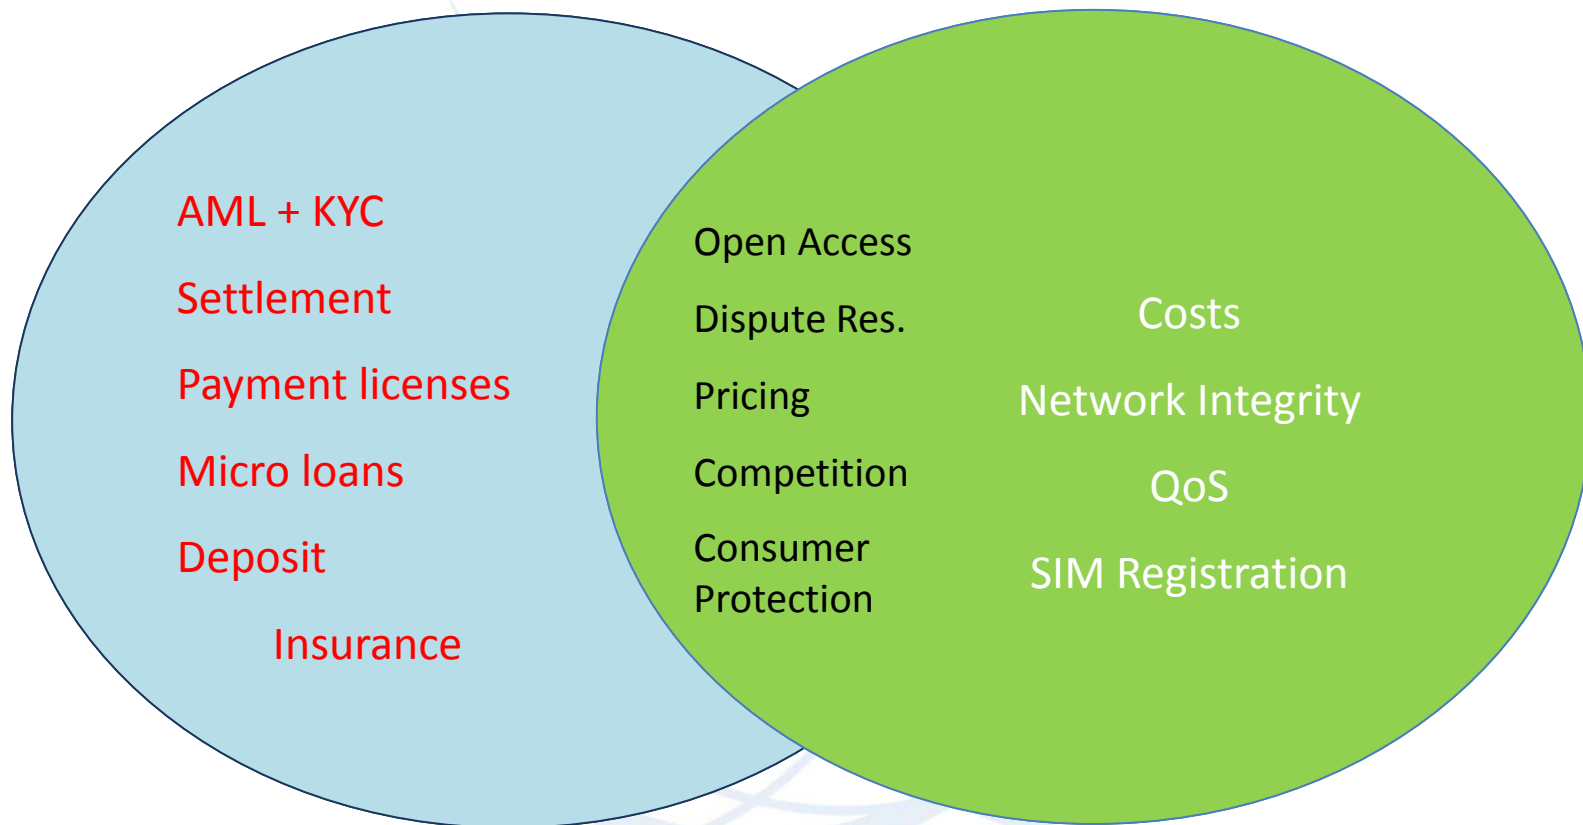 AML + KYC
Settlement
Payment licenses
Micro loans
Deposit
Insurance
Open Access
Dispute Res.
Pricing
Competition
Consumer
Protection
Costs
Network Integrity
QoS
SIM Registration